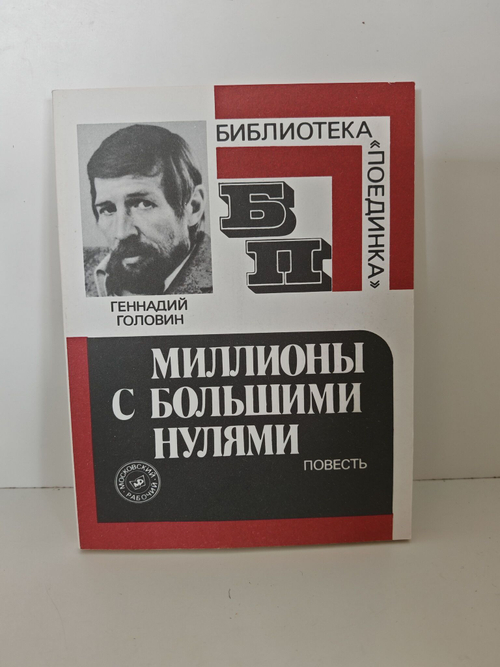 БИБЛИОТЕКА
«ПОЕДИНКА»
БП
ГЕННАДИЙ
ГОЛОВИН
МИЛЛИОНЫ
С БОЛЬШИМИ
НУЛЯМИ
ПОВЕСТЬ
МОСКОВСКИЙ
РАБОЧИЙ